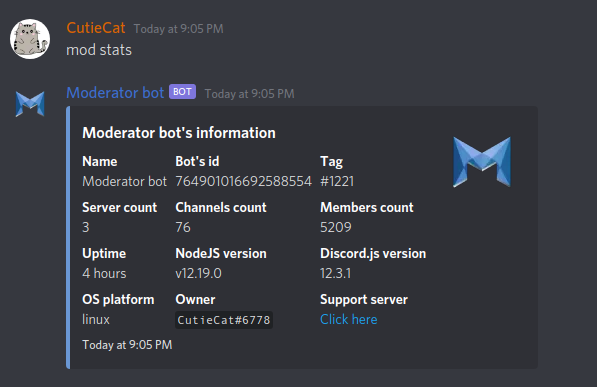 CutieCat Today at 9:05 PM
mod stats
Moderator bot BOT Today at 9:05 PM
Moderator bot's information
Name Bot's id Tag
Moderator bot 764901016692588554 #1221
Server count Channels count Members count
3 76 5209
Uptime NodeJS version Discord.js version
4 hours v12.19.0 12.3.1
OS platform Owner Support server
linux CutieCat#6778 Click here
Today at 9:05 PM